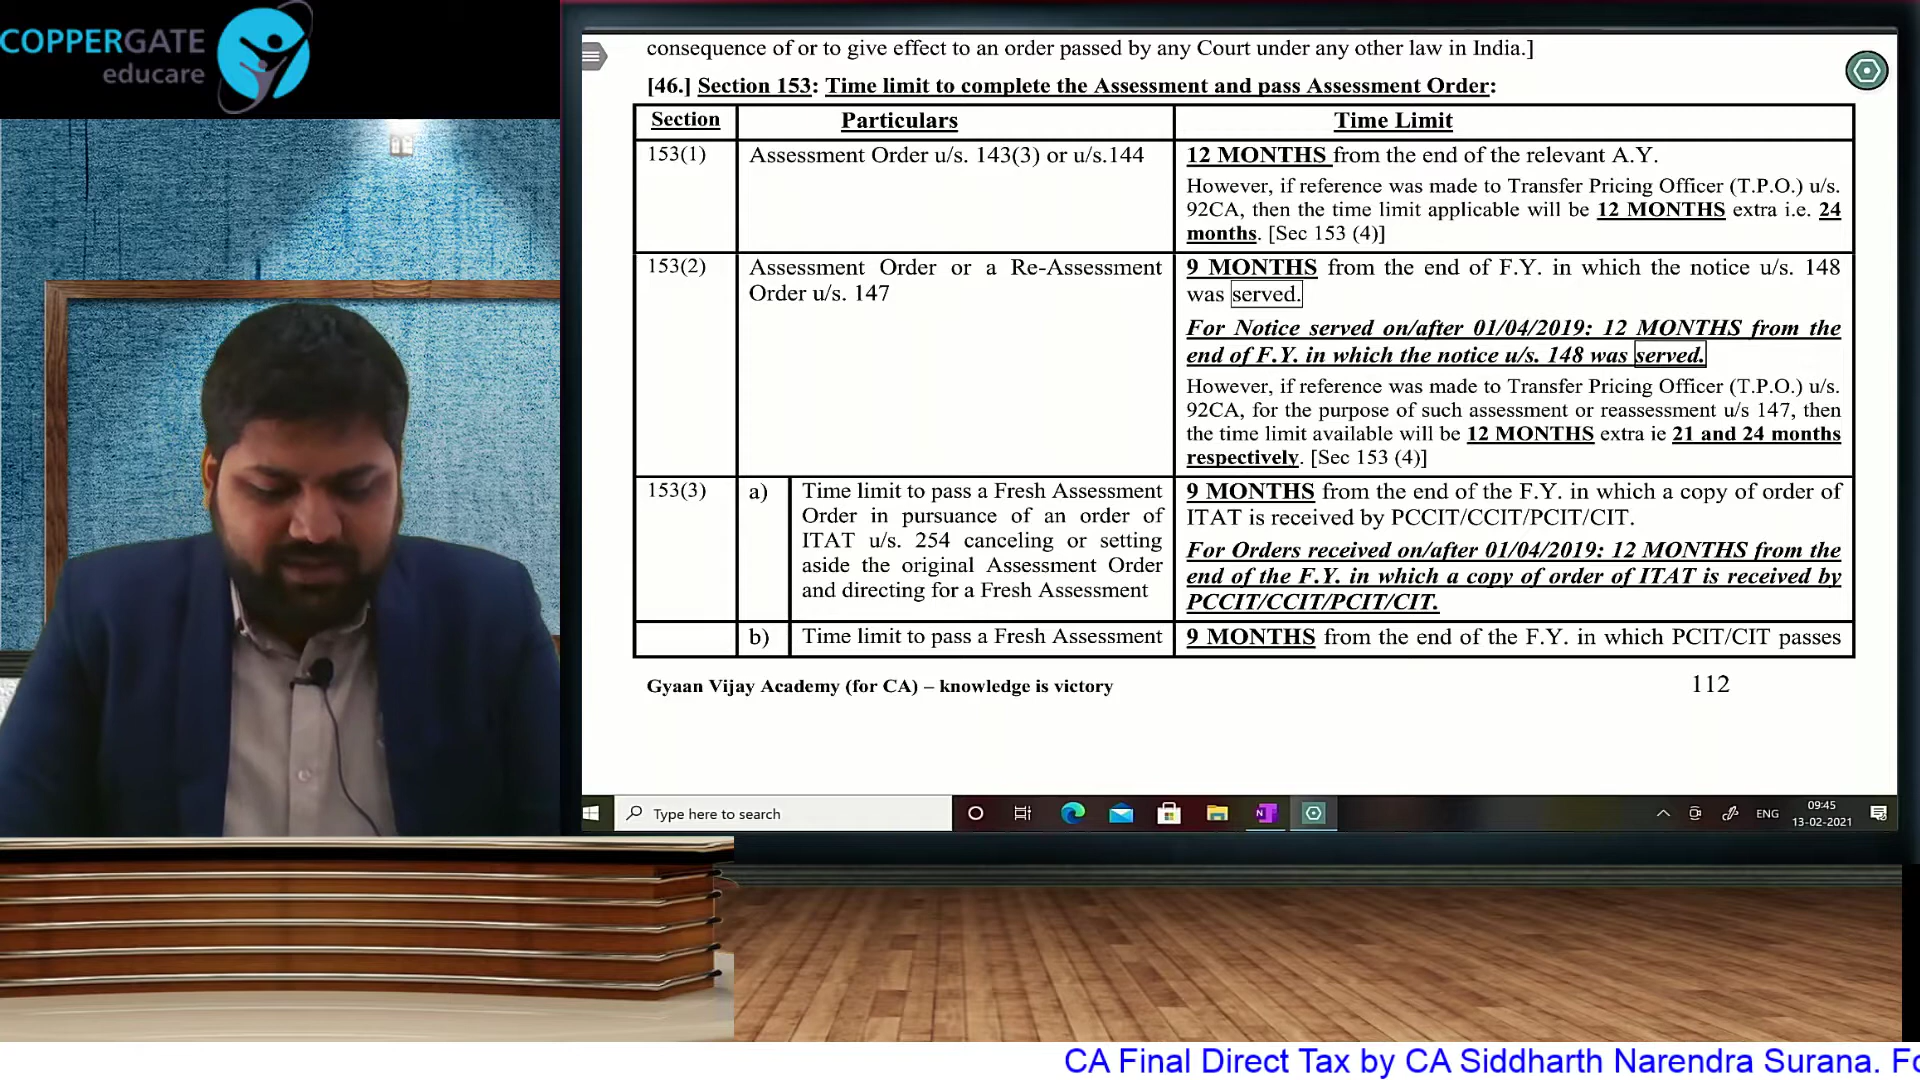 COPPERGATE
educare
consequence of or to give effect to an order passed by any Court under any other law in India.]
[46.] Section 153: Time limit to complete the Assessment and pass Assessment Order:
Section Particulars Time Limit
153(1) Assessment Order u/s. 143(3) or u/s.144
12 MONTHS from the end of the relevant A.Y.
However, if reference was made to Transfer Pricing Officer (T.P.O.) u/s.
92CA, then the time limit applicable will be 12 MONTHS extra i.e. 24
months. [Sec 153 (4)]
153(2) Assessment Order or a Re-Assessment
Order u/s. 147
9 MONTHS from the end of F.Y. in which the notice u/s. 148
was served.
For Notice served on/after 01/04/2019: 12 MONTHS from the
end of F.Y. in which the notice u/s. 148 was served.
However, if reference was made to Transfer Pricing Officer (T.P.O.) u/s.
92CA, for the purpose of such assessment or reassessment u/s 147, then
the time limit available will be 12 MONTHS extra ie 21 and 24 months
respectively. [Sec 153 (4)]
153(3) a) Time limit to pass a Fresh Assessment
Order in pursuance of an order of
ITAT u/s. 254 canceling or setting
aside the original Assessment Order
and directing for a Fresh Assessment
9 MONTHS from the end of the F.Y. in which a copy of order of
ITAT is received by PCCIT/CCIT/PCIT/CIT.
For Orders received on/after 01/04/2019: 12 MONTHS from the
end of the F.Y. in which a copy of order of ITAT is received by
PCCIT/CCIT/PCIT/CIT.
b) Time limit to pass a Fresh Assessment
9 MONTHS from the end of the F.Y. in which PCIT/CIT passes
Gyaan Vijay Academy (for CA) – knowledge is victory 112
Type here to search
ENG
09:45
13-02-2021
CA Final Direct Tax by CA Siddharth Narendra Surana. Fo